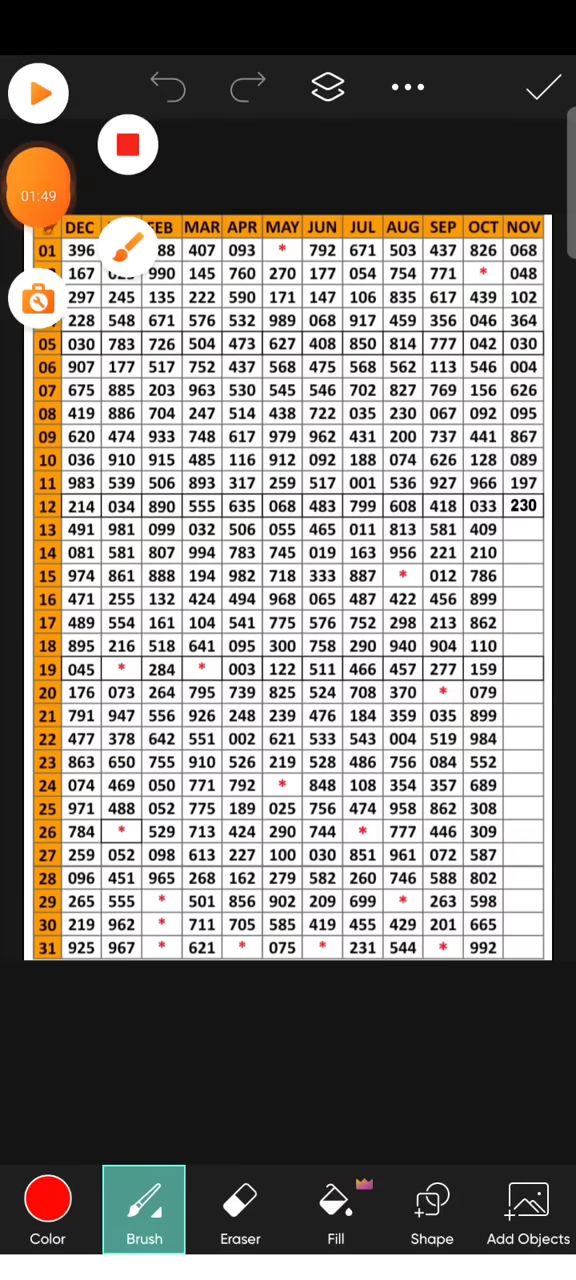 01:49
DEC FEB MAR APR MAY JUN JUL AUG SEP OCT NOV
01 396 407 093 * 792 671 503 437 826 068
167 990 145 760 270 177 054 754 771 * 048
297 245 135 222 590 171 147 106 835 617 439 102
228 548 671 576 532 989 068 917 459 356 046 364
05 030 783 726 504 473 627 408 850 814 777 042 030
06 907 177 517 752 437 568 475 568 562 113 546 004
07 675 885 203 963 530 545 546 702 827 769 156 626
08 419 886 704 247 514 438 722 035 230 067 092 095
09 620 474 933 748 617 979 962 431 200 737 441 867
10 036 910 915 485 116 912 092 188 074 626 128 089
11 983 539 506 893 317 259 517 001 536 927 966 197
12 214 034 890 555 635 068 483 799 608 418 033 230
13 491 981 099 032 506 055 465 011 813 581 409
14 081 581 807 994 783 745 019 163 956 221 210
15 974 861 888 194 982 718 333 887 * 012 786
16 471 255 132 424 494 968 065 487 422 456 899
17 489 554 161 104 541 775 576 752 298 213 862
18 895 216 518 641 095 300 758 290 940 904 110
19 045 * 284 * 003 122 511 466 457 277 159
20 176 073 264 795 739 825 524 708 370 * 079
21 791 947 556 926 248 239 476 184 359 035 899
22 477 378 642 551 002 621 533 543 004 519 984
23 863 650 755 910 526 219 528 486 756 084 552
24 074 469 050 771 792 * 848 108 354 357 689
25 971 488 052 775 189 025 756 474 958 862 308
26 784 * 529 713 424 290 744 * 777 446 309
27 259 052 098 613 227 100 030 851 961 072 587
28 096 451 965 268 162 279 582 260 746 588 802
29 265 555 * 501 856 902 209 699 * 263 598
30 219 962 * 711 705 585 419 455 429 201 665
31 925 967 * 621 * 075 * 231 544 * 992
Color Brush Eraser Fill Shape Add Objects